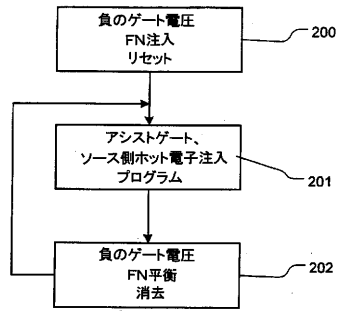 負のゲート電圧
FN注入
リセット
200
アシストゲート、
ソース側ホット電子注入
プログラム
201
負のゲート電圧
FN平衡
消去
202